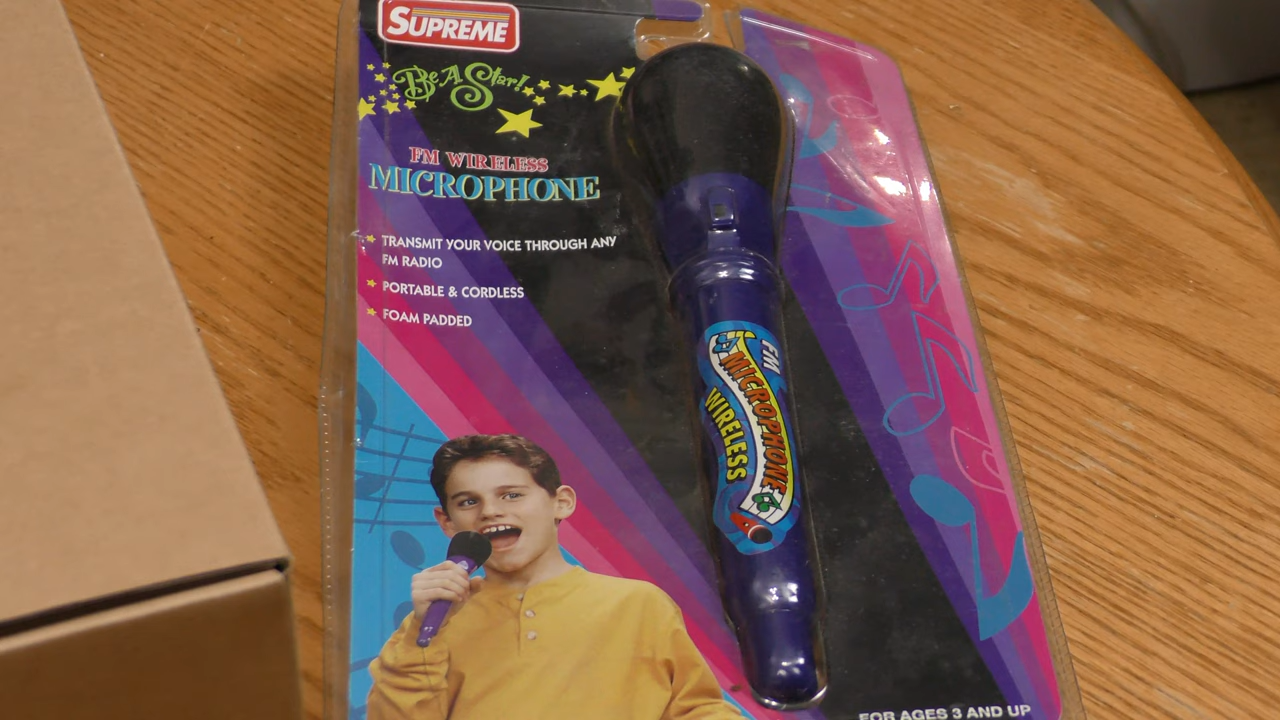 SUPREME
Be A Star!
FM WIRELESS
MICROPHONE
TRANSMIT YOUR VOICE THROUGH ANY
FM RADIO
PORTABLE & CORDLESS
FOAM PADDED
FM
MICROPHONE
WIRELESS
FOR AGES 3 AND UP